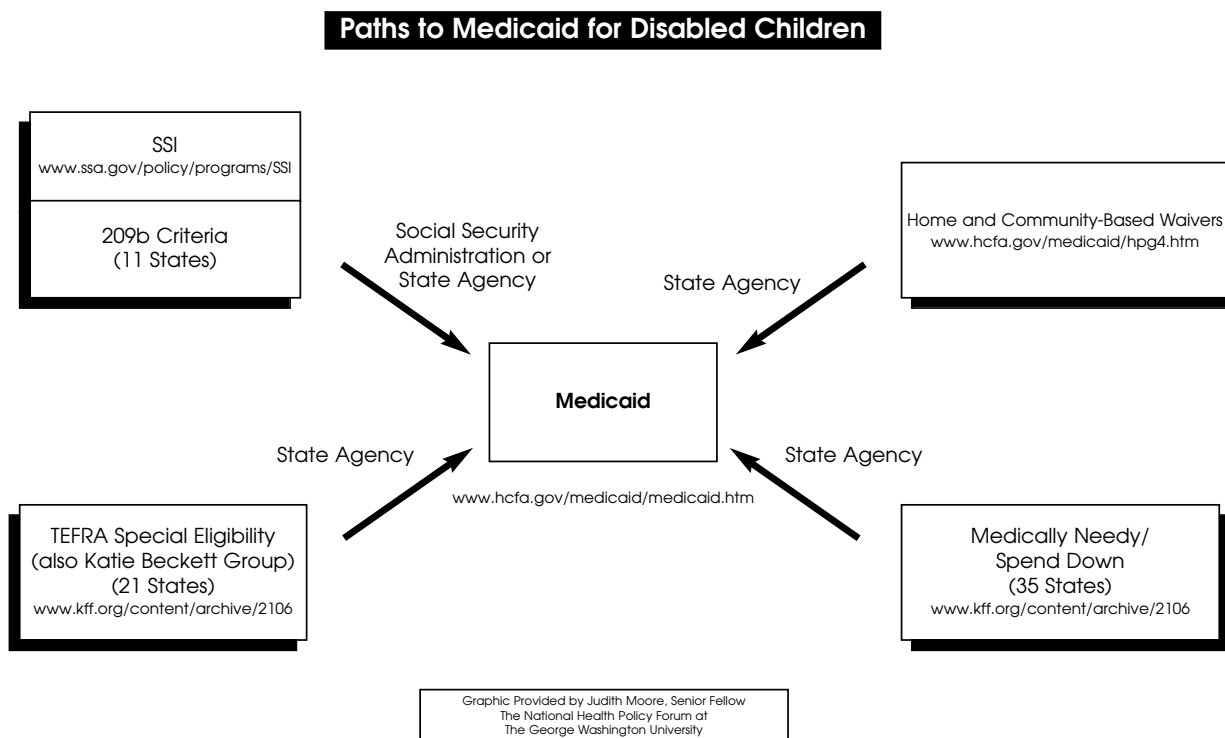 Paths to Medicaid for Disabled Children
SSI
www.ssa.gov/policy/programs/SSI
209b Criteria
(11 States)
Social Security
Administration or
State Agency
State Agency
Home and Community-Based Waivers
www.hcfa.gov/medicaid/hpg4.htm
Medicaid
www.hcfa.gov/medicaid/medicaid.htm
State Agency
TEFRA Special Eligibility
(also Katie Beckett Group)
(21 States)
www.kff.org/content/archive/2106
State Agency
Medically Needy/
Spend Down
(35 States)
www.kff.org/content/archive/2106
Graphic Provided by Judith Moore, Senior Fellow
The National Health Policy Forum at
The George Washington University